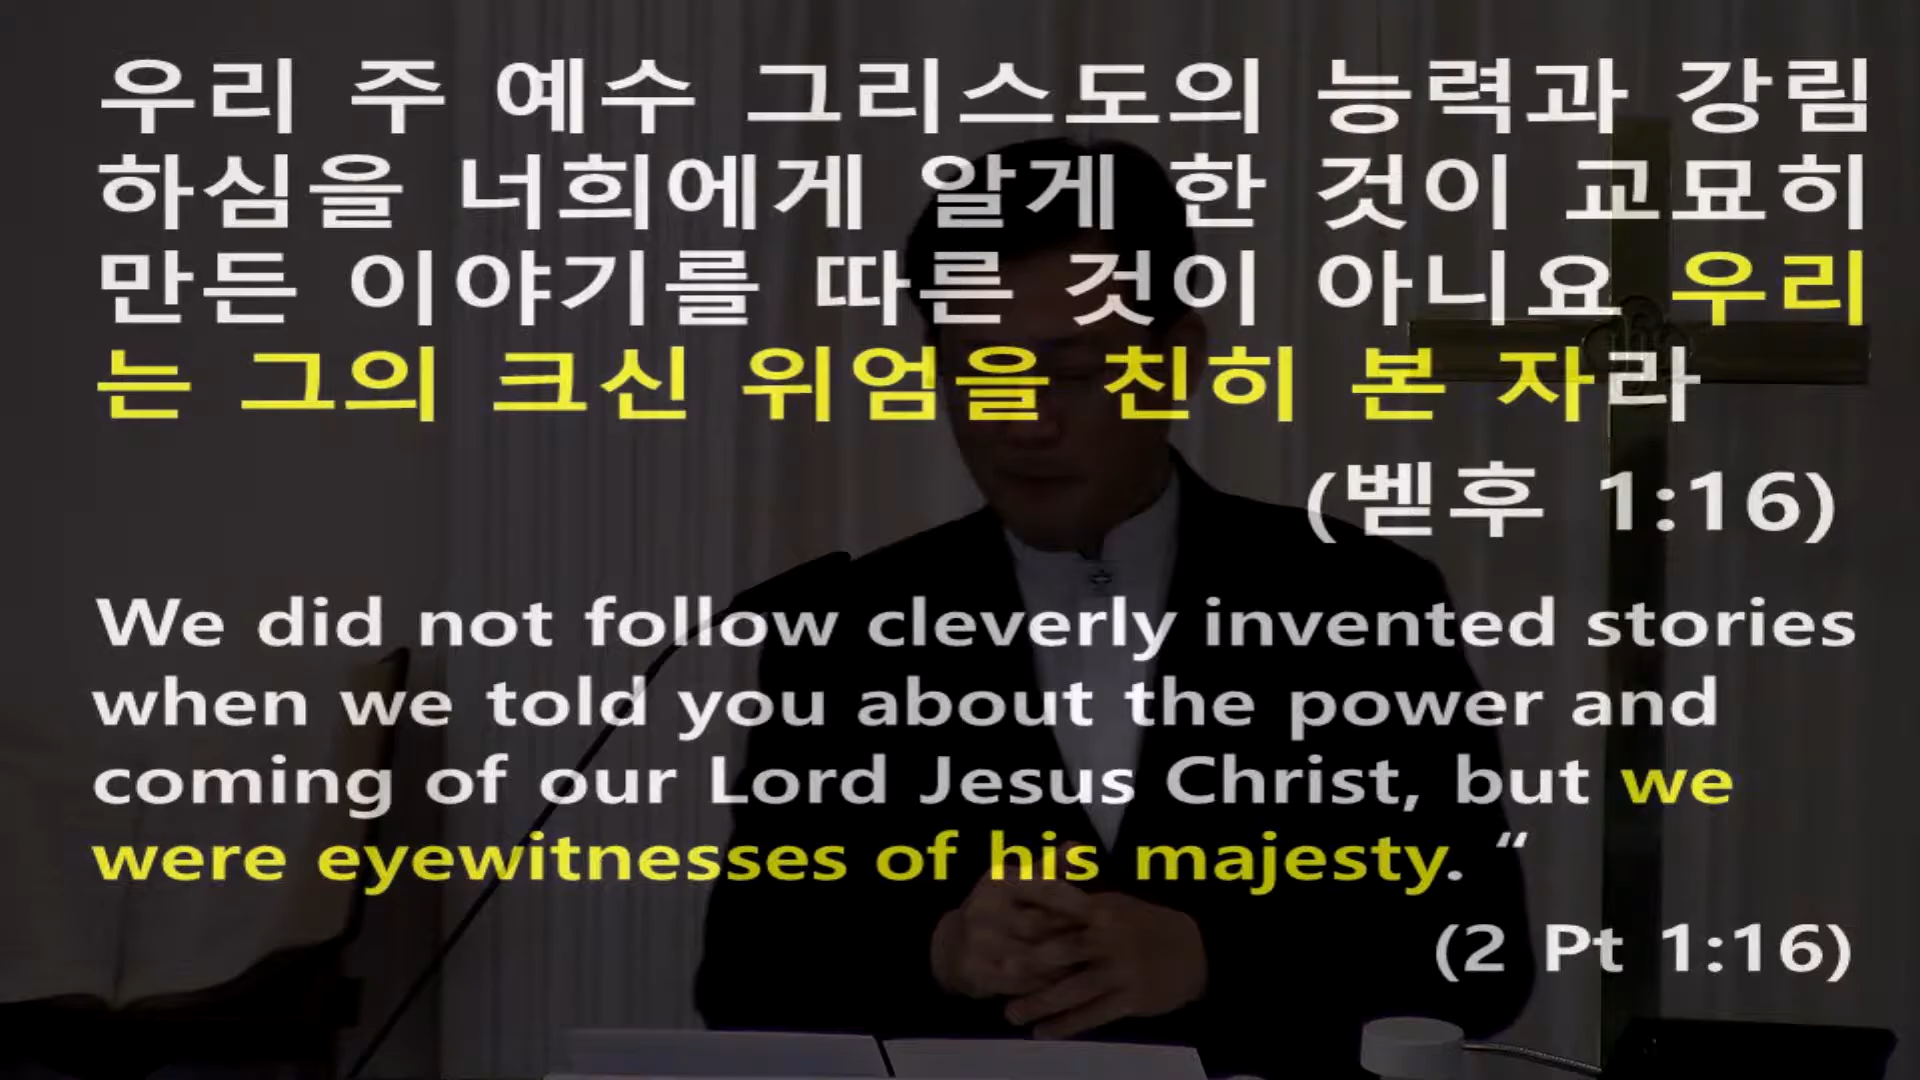 우리 주 예수 그리스도의 능력과 강림
하심을 너희에게 알게 한 것이 교묘히
만든 이야기를 따른 것이 아니요 우리
는 그의 크신 위엄을 친히 본 자라
(벧후 1:16)
We did not follow cleverly invented stories
when we told you about the power and
coming of our Lord Jesus Christ, but we
were eyewitnesses of his majesty. “
(2 Pt 1:16)